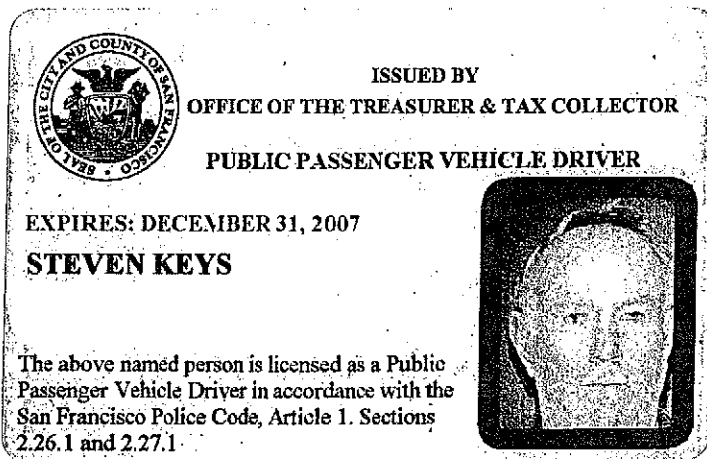 SEAL OF THE CITY AND COUNTY OF SAN FRANCISCO
ISSUED BY
OFFICE OF THE TREASURER & TAX COLLECTOR
PUBLIC PASSENGER VEHICLE DRIVER
EXPIRES: DECEMBER 31, 2007
STEVEN KEYS
The above named person is licensed as a Public
Passenger Vehicle Driver in accordance with the
San Francisco Police Code, Article 1. Sections
2.26.1 and 2.27.1